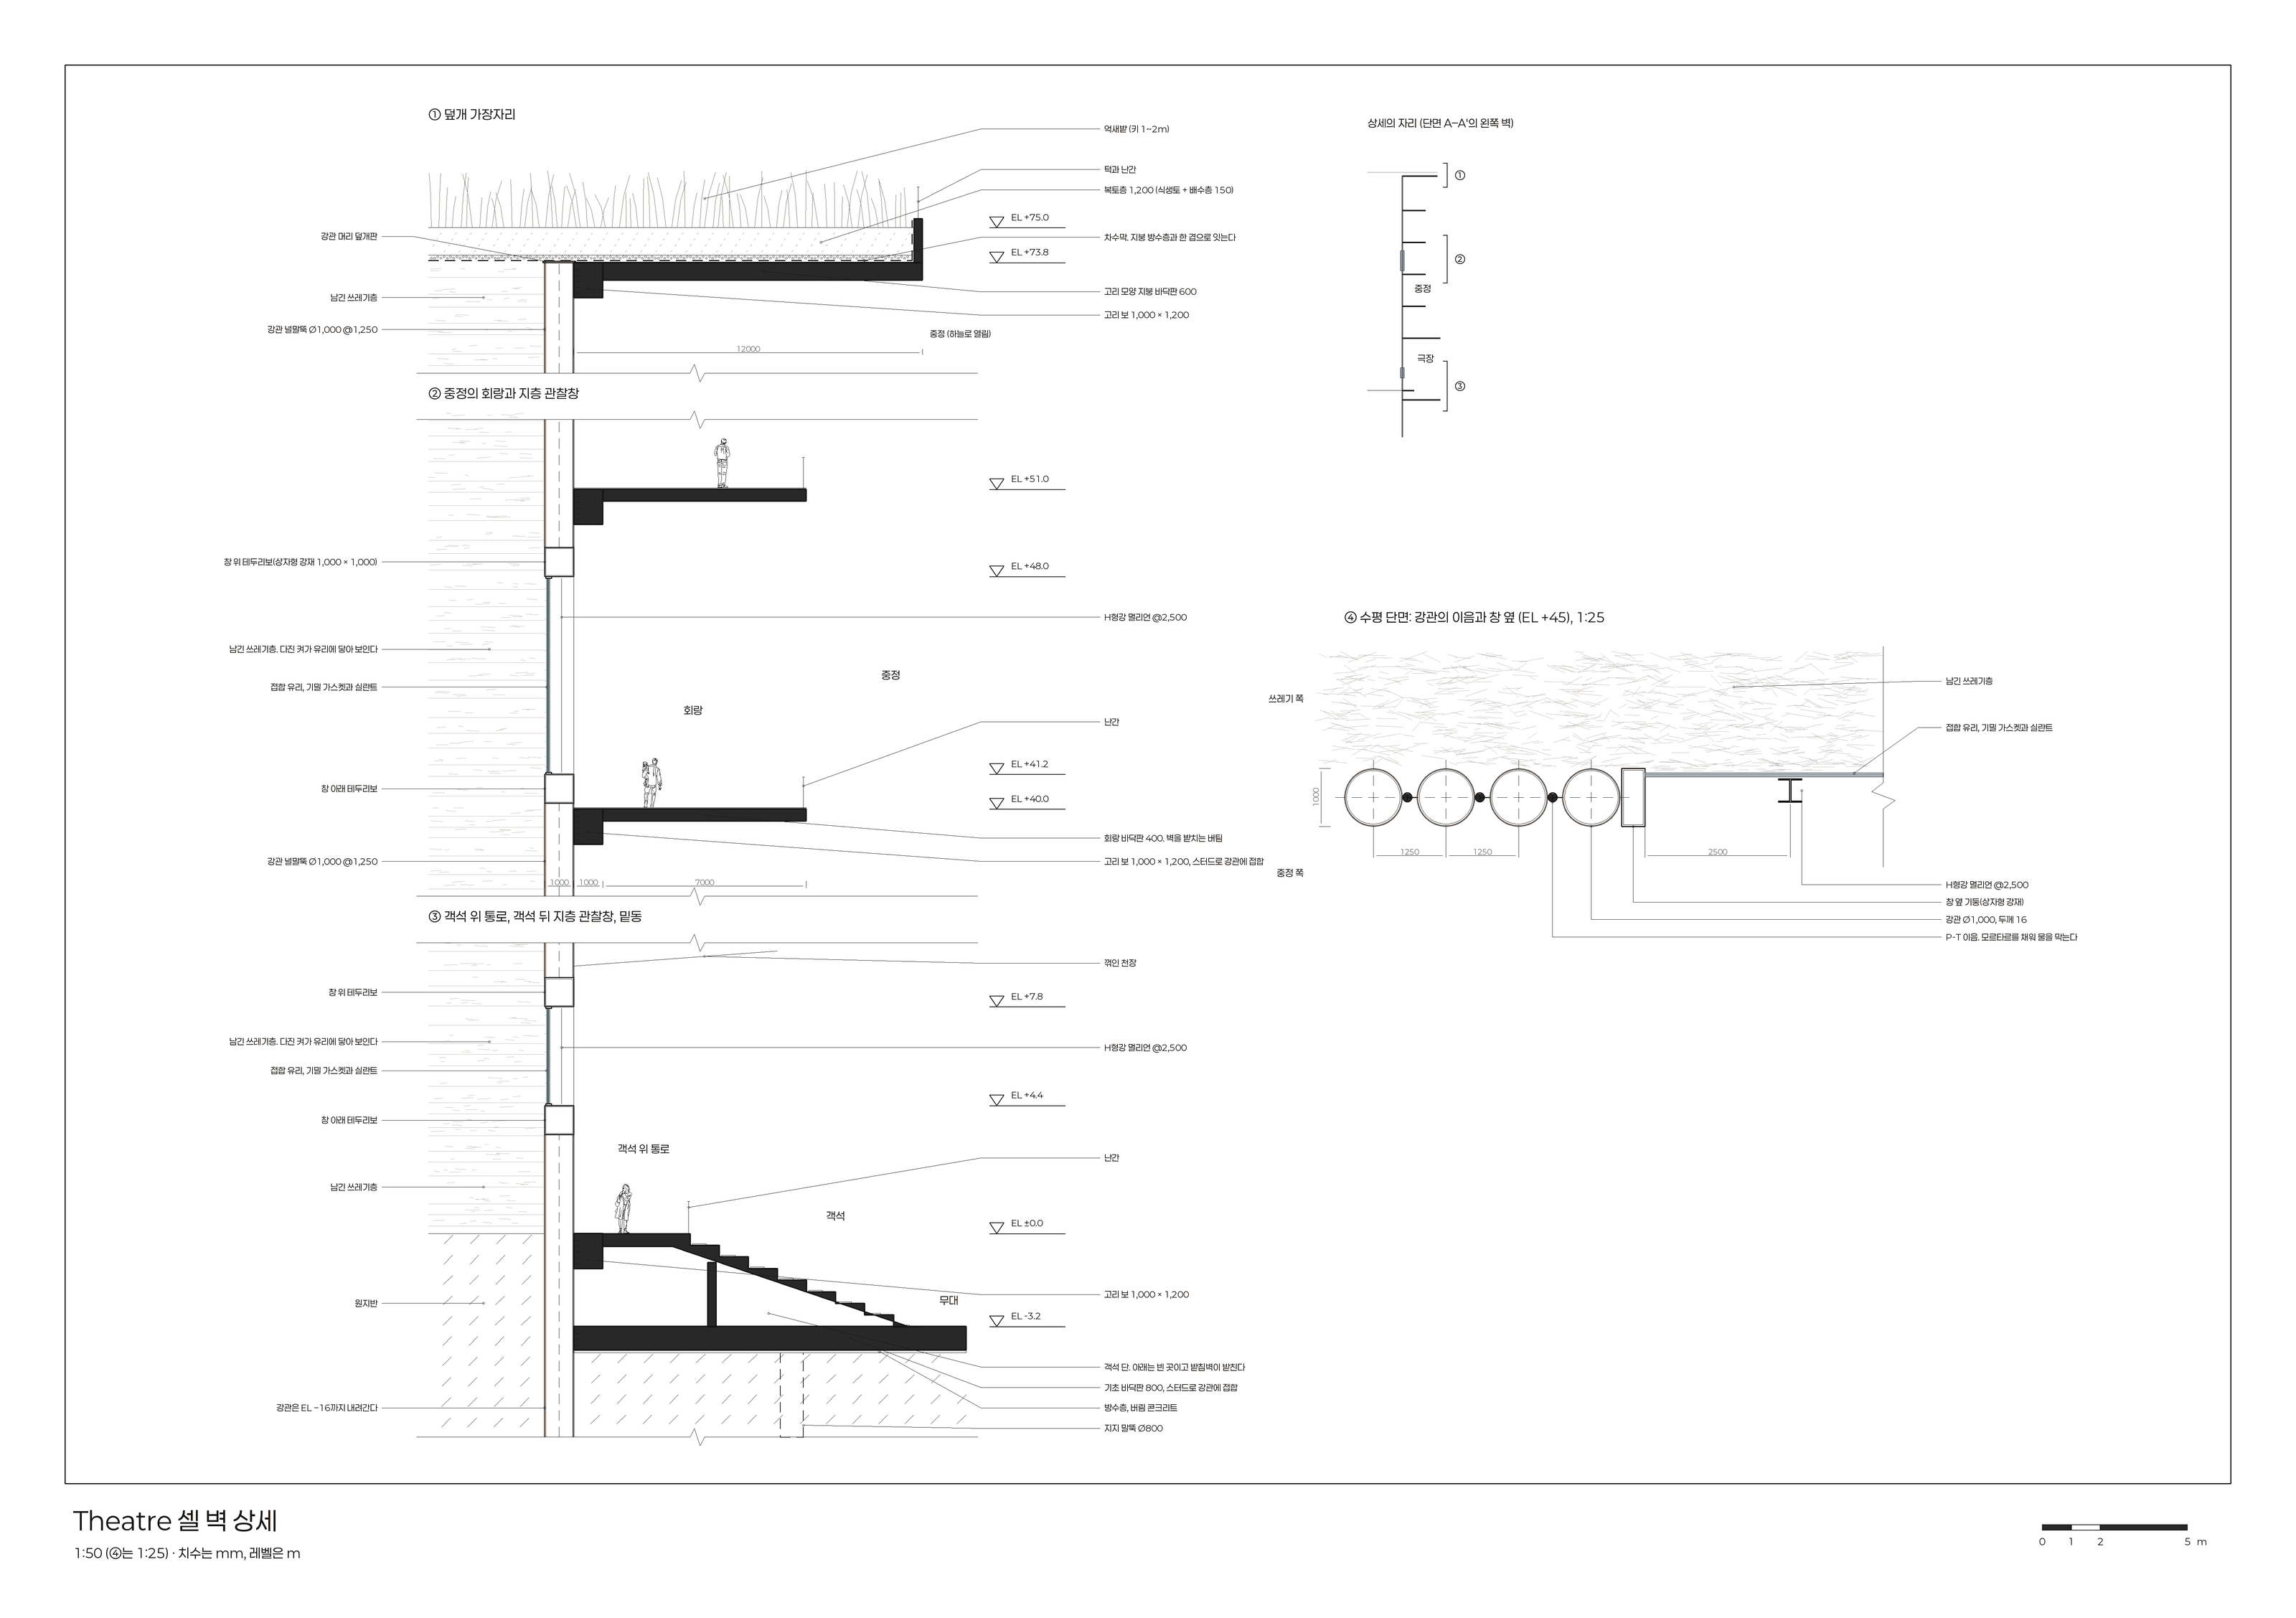 ① 덮개 가장자리
억새밭 (키 1~2m)
턱과 난간
복토층 1,200 (식생토 + 배수층 150)
EL +75.0
강관 머리 덮개판
차수막. 지붕 방수층과 한 겹으로 잇는다
EL +73.8
남긴 쓰레기층
고리 모양 지붕 바닥판 600
고리 보 1,000 × 1,200
강관 널말뚝 Ø1,000 @1,250
중정 (하늘로 열림)
12000
② 중정의 회랑과 지층 관찰창
EL +51.0
창 위 테두리보(상자형 강재 1,000 × 1,000)
EL +48.0
H형강 멀리언 @2,500
남긴 쓰레기층. 다진 켜가 유리에 닿아 보인다
중정
접합 유리, 기밀 가스켓과 실란트
회랑
난간
EL +41.2
창 아래 테두리보
EL +40.0
회랑 바닥판 400. 벽을 받치는 버팀
강관 널말뚝 Ø1,000 @1,250
고리 보 1,000 × 1,200, 스터드로 강관에 접합
1000
1000
7000
③ 객석 위 통로, 객석 뒤 지층 관찰창, 밑동
꺾인 천장
창 위 테두리보
EL +7.8
남긴 쓰레기층. 다진 켜가 유리에 닿아 보인다
H형강 멀리언 @2,500
접합 유리, 기밀 가스켓과 실란트
EL +4.4
창 아래 테두리보
객석 위 통로
난간
남긴 쓰레기층
객석
EL ±0.0
고리 보 1,000 × 1,200
원지반
무대
EL -3.2
객석 단. 아래는 빈 곳이고 받침벽이 받친다
기초 바닥판 800, 스터드로 강관에 접합
강관은 EL −16까지 내려간다
방수층, 버림 콘크리트
지지 말뚝 Ø800
상세의 자리 (단면 A–A'의 왼쪽 벽)
①
②
중정
극장
③
④ 수평 단면: 강관의 이음과 창 옆 (EL +45), 1:25
남긴 쓰레기층
쓰레기 쪽
접합 유리, 기밀 가스켓과 실란트
1000
1250
1250
2500
중정 쪽
H형강 멀리언 @2,500
창 옆 기둥(상자형 강재)
강관 Ø1,000, 두께 16
P-T 이음. 모르타르를 채워 물을 막는다
Theatre 셀 벽 상세
1:50 (④는 1:25) · 치수는 mm, 레벨은 m
0 1 2 5 m